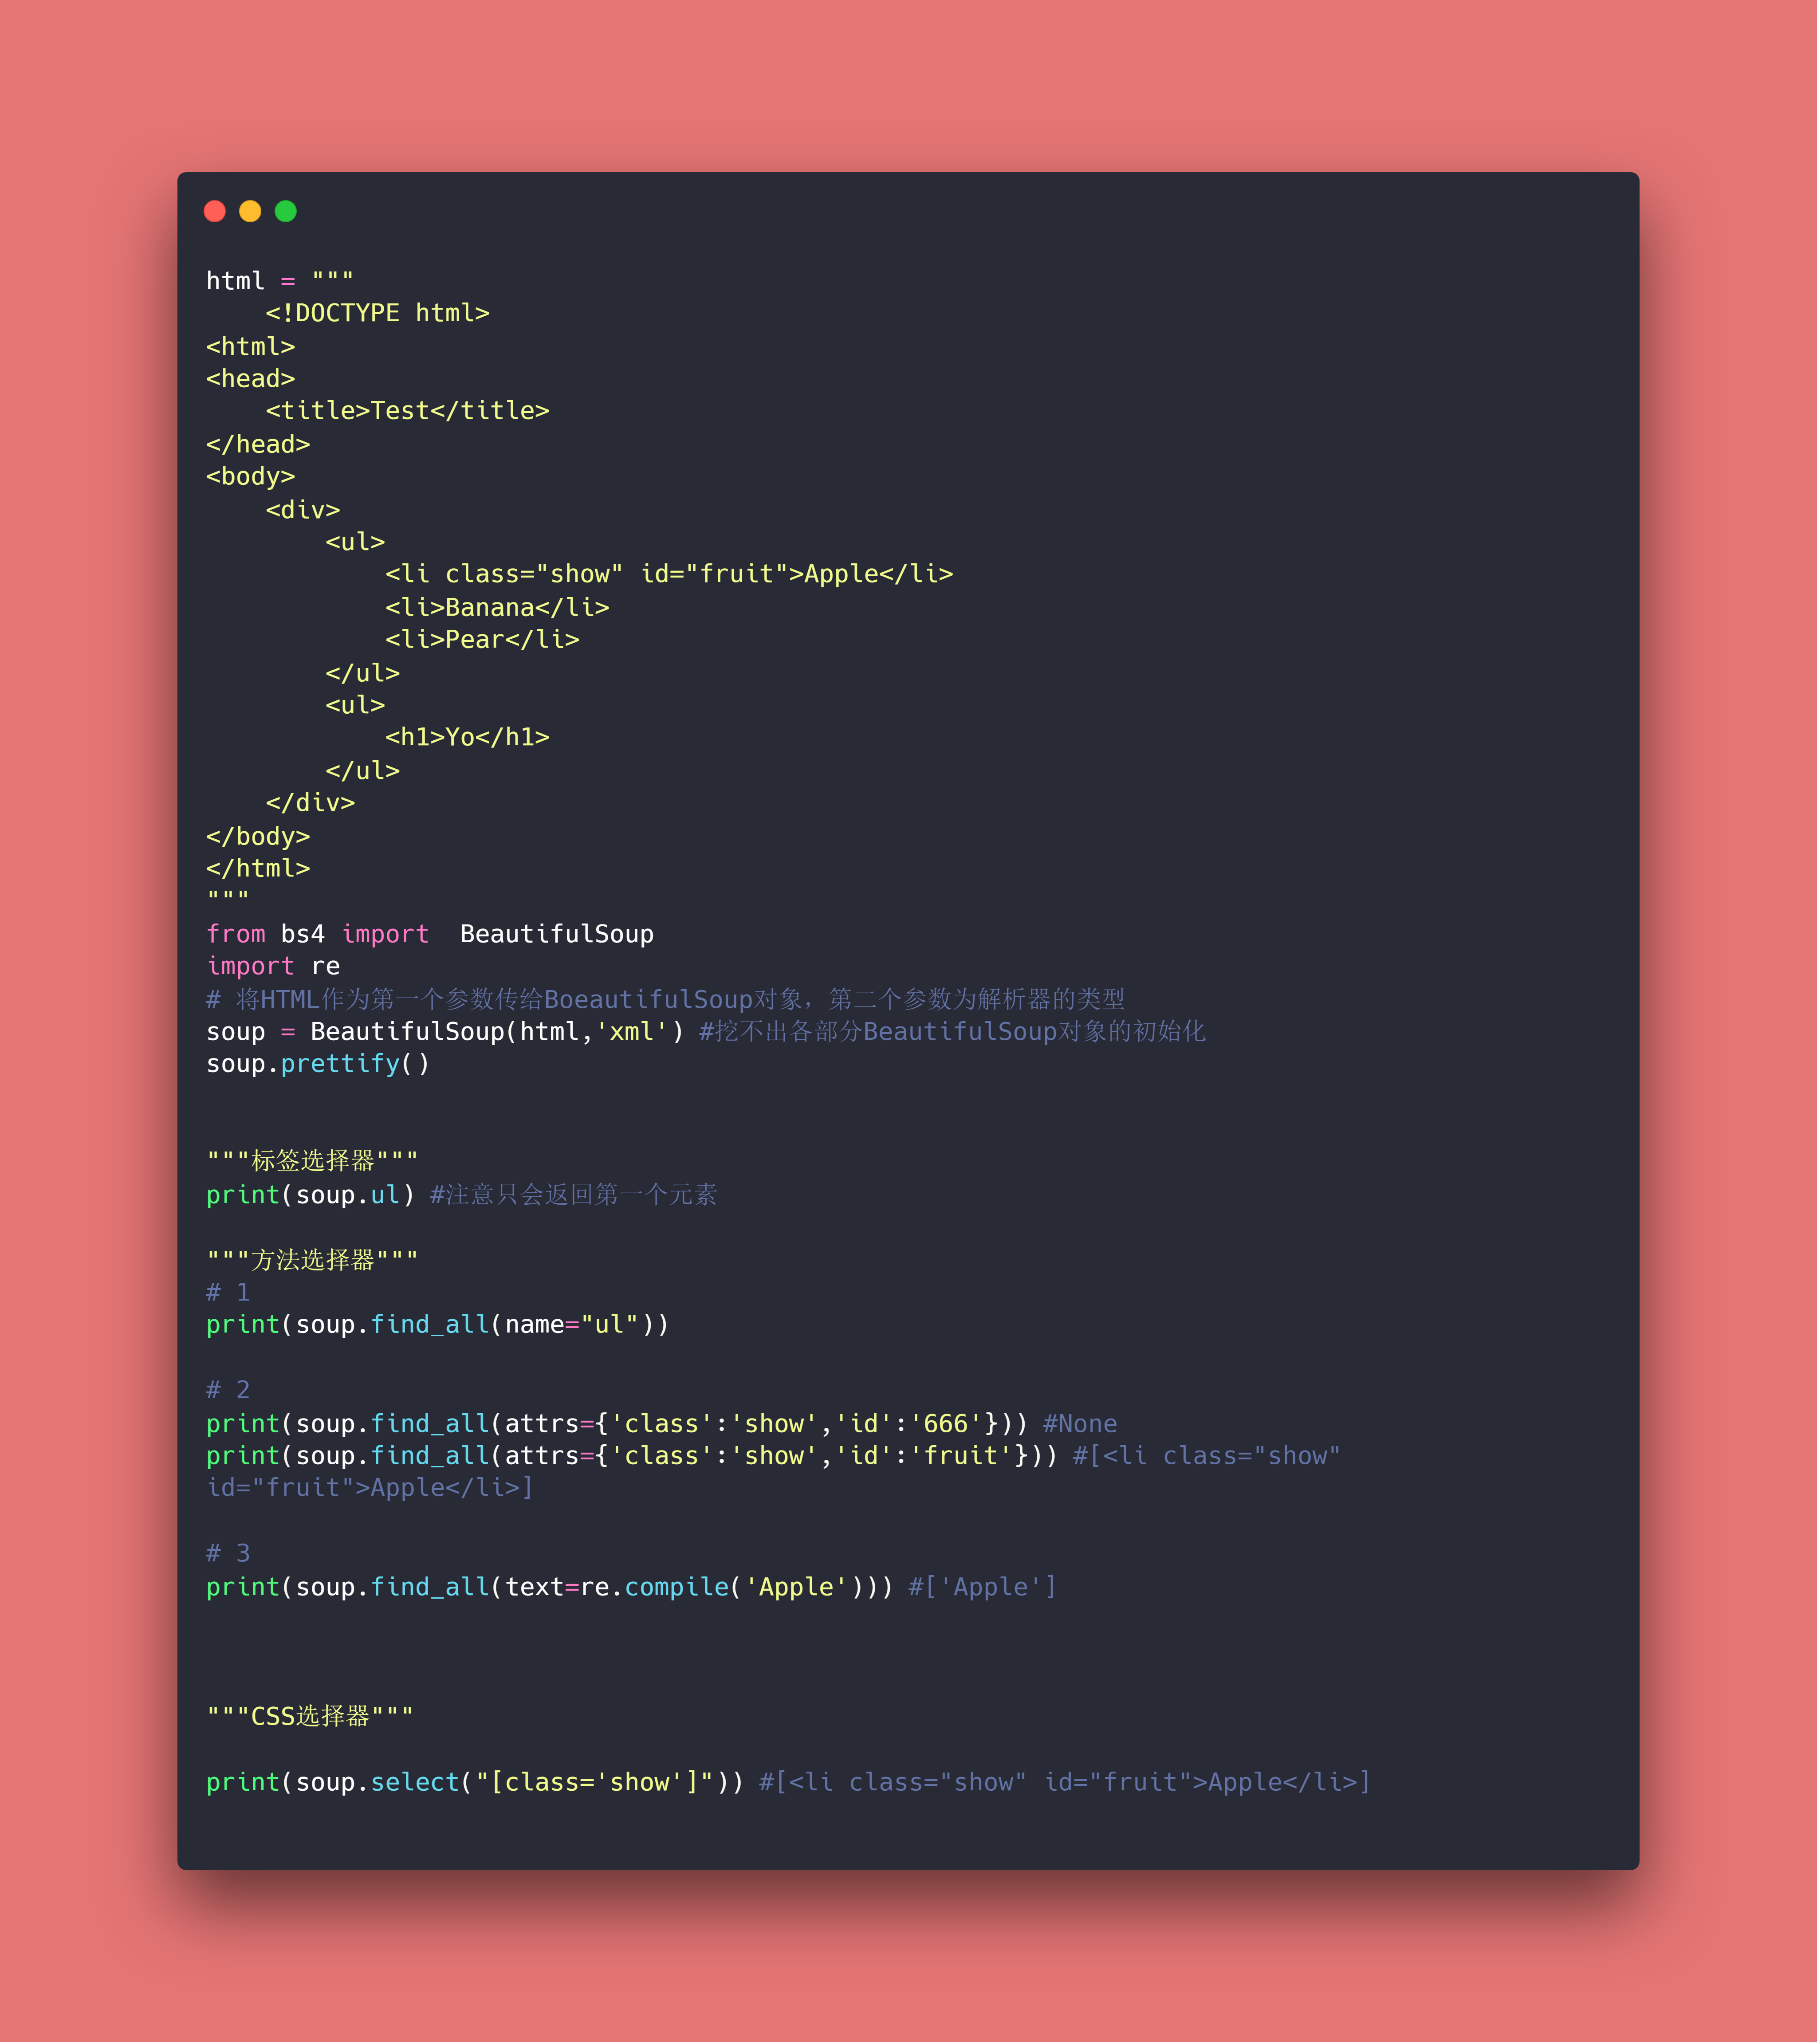 html = """
    <!DOCTYPE html>
<html>
<head>
    <title>Test</title>
</head>
<body>
    <div>
        <ul>
            <li class="show" id="fruit">Apple</li>
            <li>Banana</li>
            <li>Pear</li>
        </ul>
        <ul>
            <h1>Yo</h1>
        </ul>
    </div>
</body>
</html>
"""
from bs4 import  BeautifulSoup
import re
# 将HTML作为第一个参数传给BoeautifulSoup对象，第二个参数为解析器的类型
soup = BeautifulSoup(html,'xml') #挖不出各部分BeautifulSoup对象的初始化
soup.prettify()
"""标签选择器"""
print(soup.ul) #注意只会返回第一个元素
"""方法选择器"""
# 1
print(soup.find_all(name="ul"))
# 2
print(soup.find_all(attrs={'class':'show','id':'666'})) #None
print(soup.find_all(attrs={'class':'show','id':'fruit'})) #[<li class="show"
id="fruit">Apple</li>]
# 3
print(soup.find_all(text=re.compile('Apple'))) #['Apple']
"""CSS选择器"""
print(soup.select("[class='show']")) #[<li class="show" id="fruit">Apple</li>]